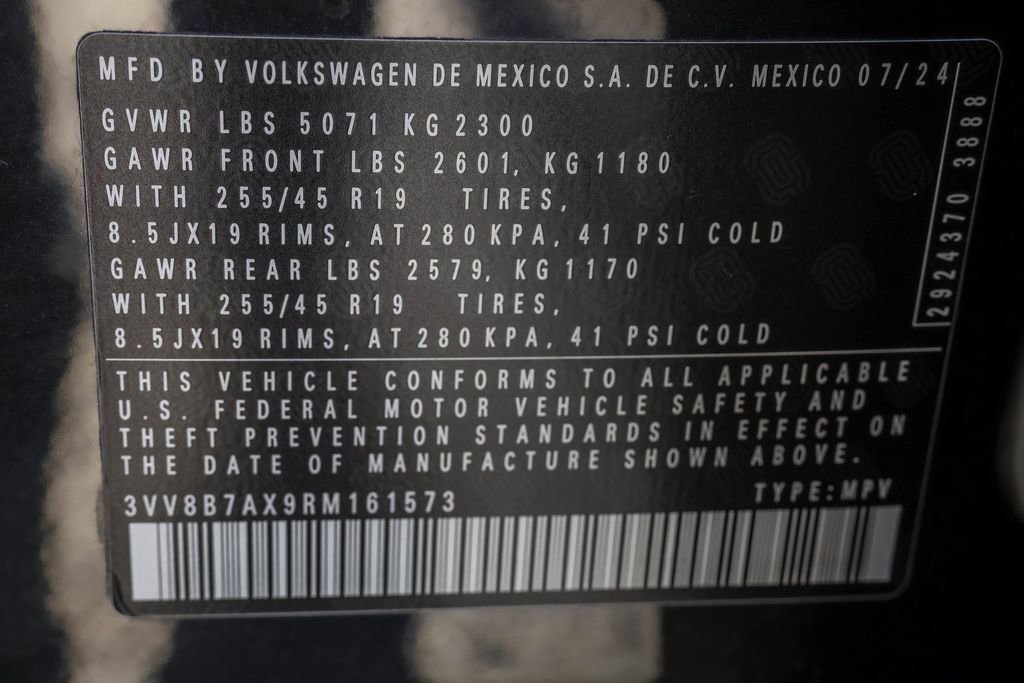 MFD BY VOLKSWAGEN DE MEXICO S.A. DE C.V. MEXICO 07/24
GVWR LBS 5071 KG 2300
GAWR FRONT LBS 2601, KG 1180
WITH 255/45 R19 TIRES,
8.5JX19 RIMS, AT 280 KPA, 41 PSI COLD
GAWR REAR LBS 2579, KG 1170
WITH 255/45 R19 TIRES,
8.5JX19 RIMS, AT 280 KPA, 41 PSI COLD
2924370 3888
THIS VEHICLE CONFORMS TO ALL APPLICABLE
U.S. FEDERAL MOTOR VEHICLE SAFETY AND
THEFT PREVENTION STANDARDS IN EFFECT ON
THE DATE OF MANUFACTURE SHOWN ABOVE.
3VV8B7AX9RM161573 TYPE:MPV